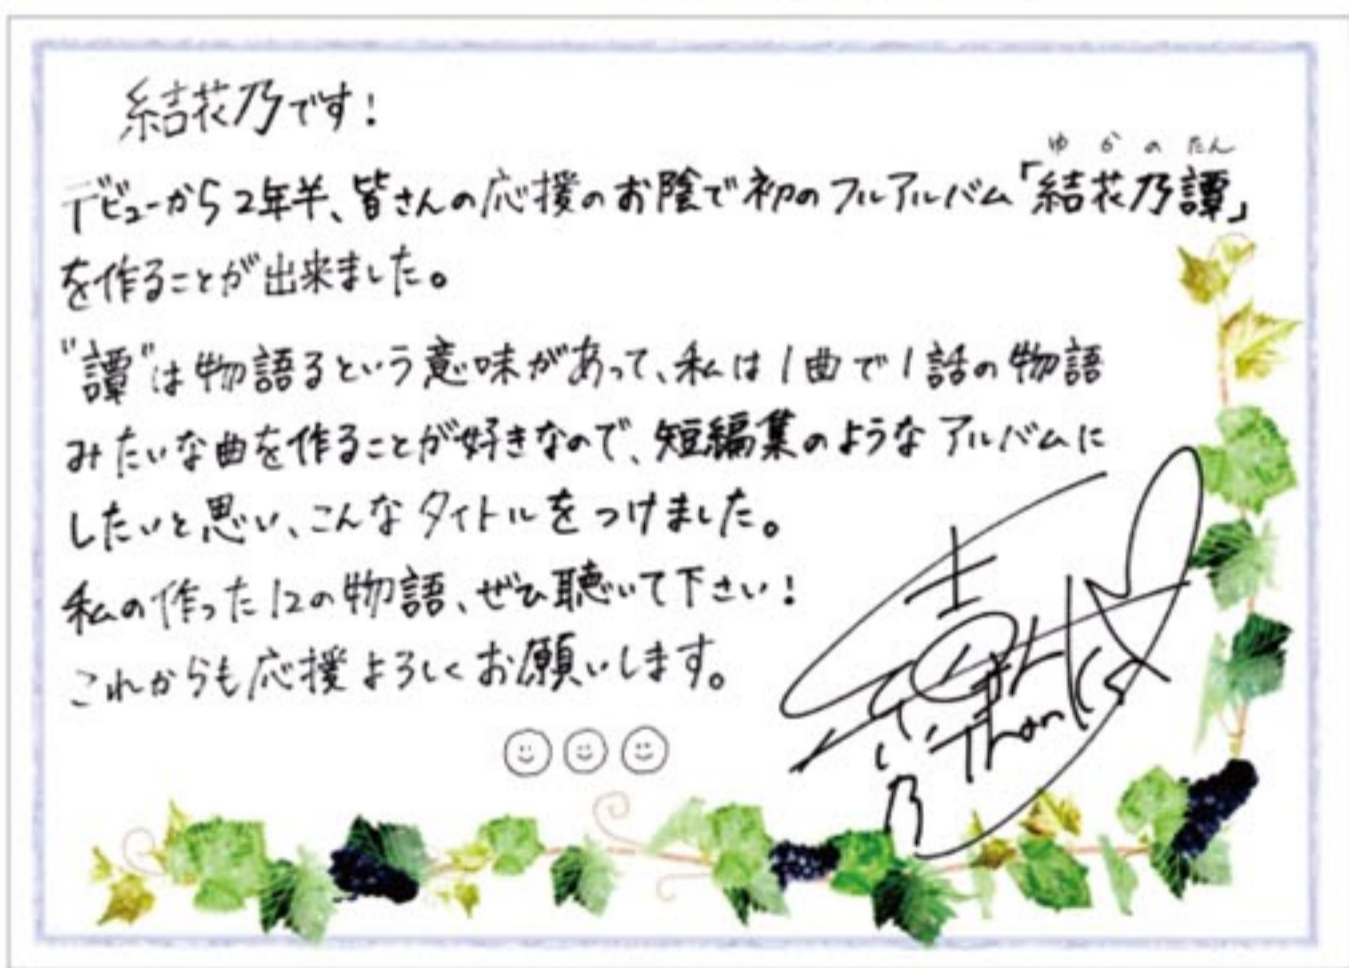 結花乃です!
ゆかのたん
デビューから2年半、皆さんの応援のお陰で初のフルアルバム「結花乃譚」
を作ることが出来ました。
"譚"は物語るという意味があって、私は1曲で1話の物語
みたいな曲を作ることが好きなので、短編集のようなアルバムに
したいと思い、こんなタイトルをつけました。
私の作った12の物語、ぜひ聴いて下さい!
これからも応援よろしくお願いします。
Thanks